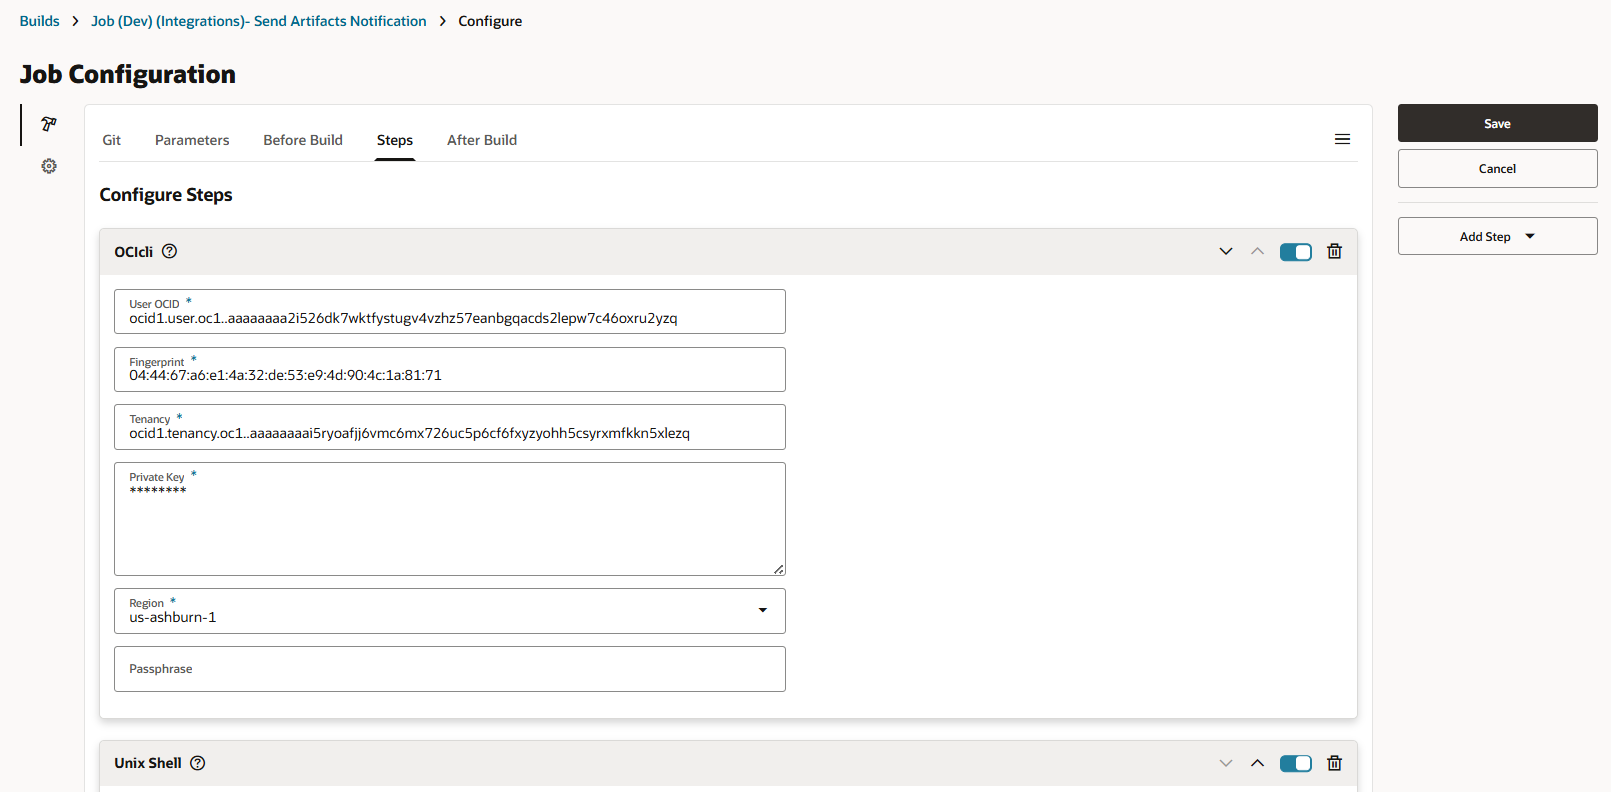 Builds > Job (Dev) (Integrations)- Send Artifacts Notification > Configure
Job Configuration
Git Parameters Before Build Steps After Build
Save
Cancel
Add Step
Configure Steps
OCIcli
User OCID *
ocid1.user.oc1..aaaaaaaa2i526dk7wktfystugv4vzhz57eanbgqacds2lepw7c46oxru2yzq
Fingerprint *
04:44:67:a6:e1:4a:32:de:53:e9:4d:90:4c:1a:81:71
Tenancy *
ocid1.tenancy.oc1..aaaaaaaai5ryoafjj6vmc6mx726uc5p6cf6fxyzyohh5csyrxmfkkn5xlezq
Private Key *
********
Region *
us-ashburn-1
Passphrase
Unix Shell